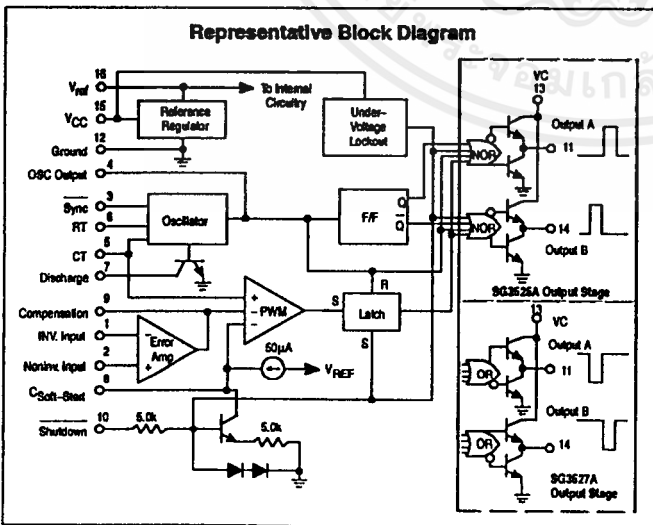 Representative Block Diagram
16
Vref
To Internal
Circuitry
15
VCC
Reference
Regulator
Under-
Voltage
Lockout
12
Ground
4
OSC Output
3
Sync
6
RT
Oscillator
F/F
Q
Q
5
CT
7
Discharge
9
Compensation
1
INV. Input
2
Noninv. Input
8
CSoft-Start
10
Shutdown
5.0k
5.0k
Error
Amp
+
–
–
PWM
–
+
S
R
Latch
S
50µA
VREF
VC
13
Output A
NOR
11
NOR
14
Output B
SG3525A Output Stage
13
VC
Output A
OR
11
Output B
OR
14
SG3527A
Output Stage